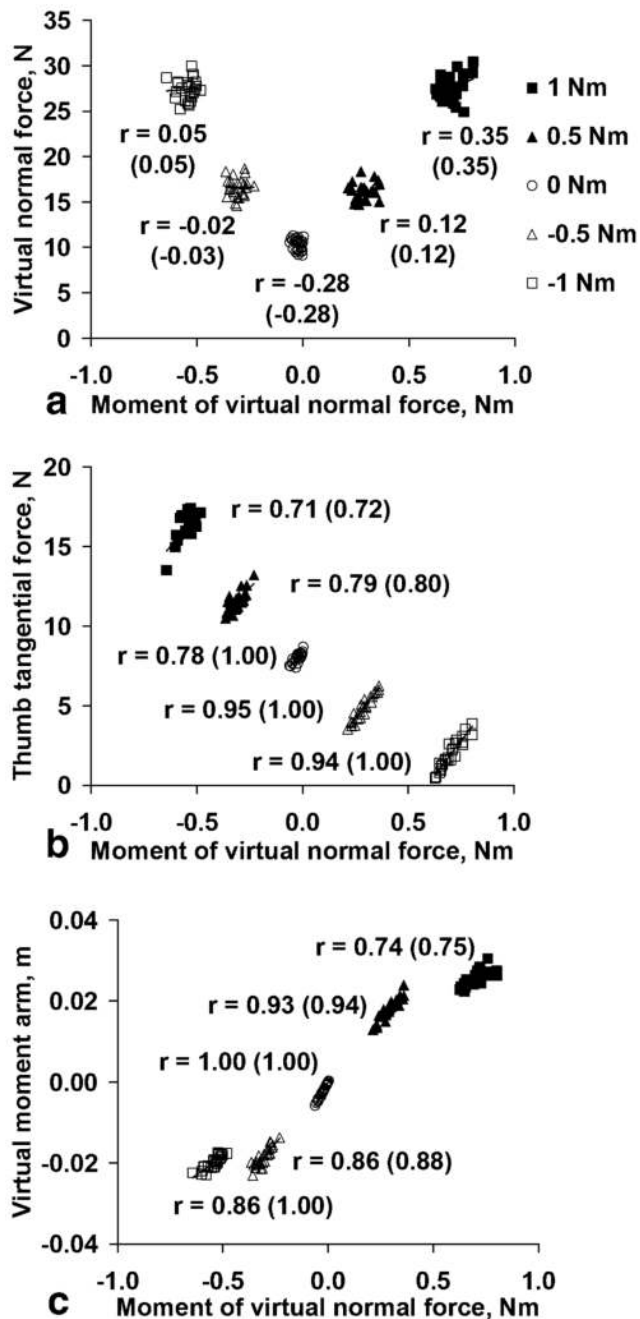 Virtual normal force, N
35
30
25
20
15
10
5
0
r = 0.05
(0.05)
r = 0.35
(0.35)
r = -0.02
(-0.03)
r = 0.12
(0.12)
r = -0.28
(-0.28)
1 Nm
0.5 Nm
0 Nm
-0.5 Nm
-1 Nm
-1.0 -0.5 0.0 0.5 1.0
a Moment of virtual normal force, Nm
Thumb tangential force, N
20
15
10
5
0
r = 0.71 (0.72)
r = 0.79 (0.80)
r = 0.78 (1.00)
r = 0.95 (1.00)
r = 0.94 (1.00)
-1.0 -0.5 0.0 0.5 1.0
b Moment of virtual normal force, Nm
Virtual moment arm, m
0.04
0.02
0.00
-0.02
-0.04
r = 0.74 (0.75)
r = 0.93 (0.94)
r = 1.00 (1.00)
r = 0.86 (0.88)
r = 0.86 (1.00)
-1.0 -0.5 0.0 0.5 1.0
c Moment of virtual normal force, Nm